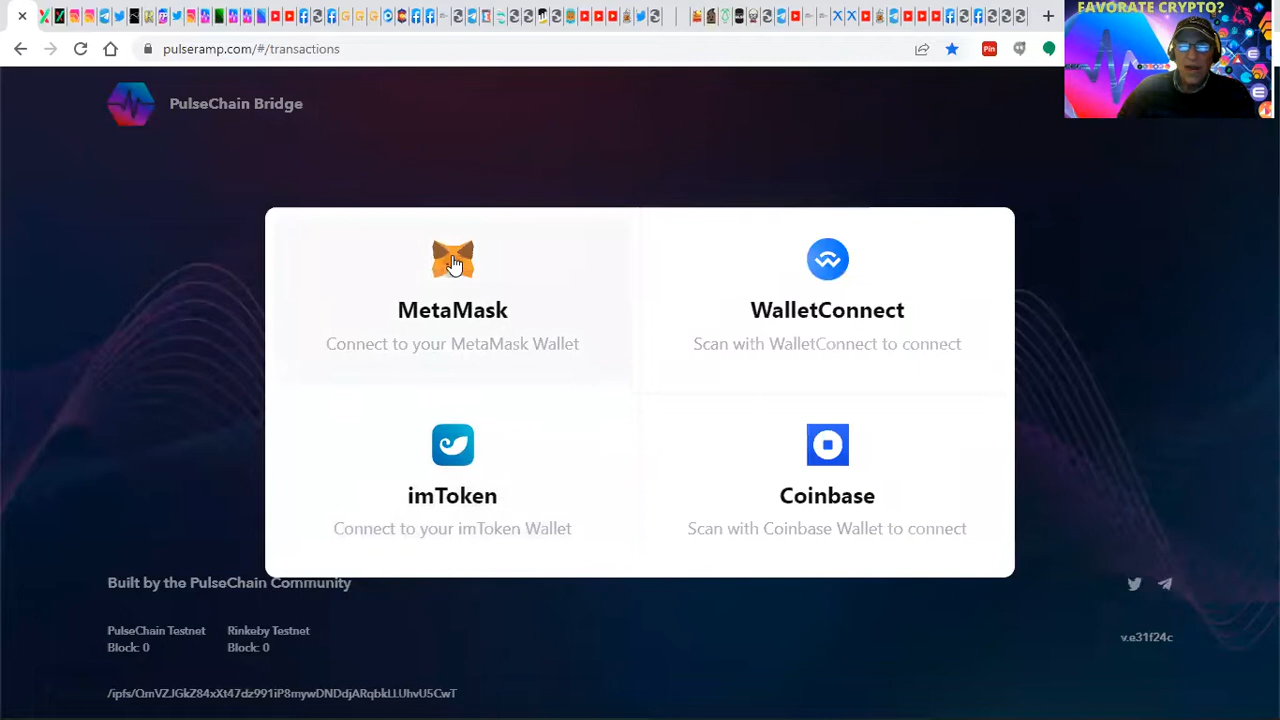 FAVORATE CRYPTO?
pulseramp.com/#/transactions
Pin
PulseChain Bridge
MetaMask
Connect to your MetaMask Wallet
WalletConnect
Scan with WalletConnect to connect
imToken
Connect to your imToken Wallet
Coinbase
Scan with Coinbase Wallet to connect
Built by the PulseChain Community
PulseChain Testnet
Block: 0
Rinkeby Testnet
Block: 0
v.e31f24c